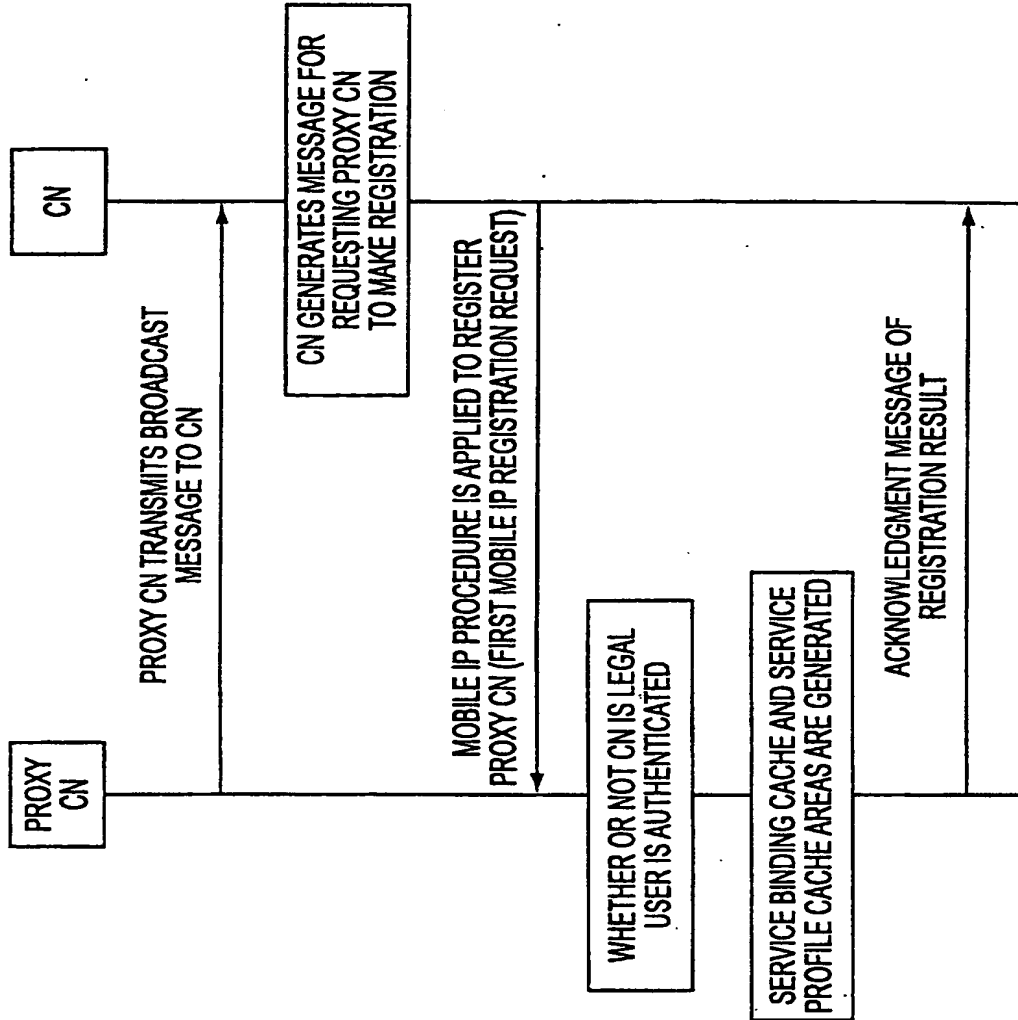 PROXY
CN
CN
PROXY CN TRANSMITS BROADCAST
MESSAGE TO CN
CN GENERATES MESSAGE FOR
REQUESTING PROXY CN
TO MAKE REGISTRATION
MOBILE IP PROCEDURE IS APPLIED TO REGISTER
PROXY CN (FIRST MOBILE IP REGISTRATION REQUEST)
WHETHER OR NOT CN IS LEGAL
USER IS AUTHENTICATED
SERVICE BINDING CACHE AND SERVICE
PROFILE CACHE AREAS ARE GENERATED
ACKNOWLEDGMENT MESSAGE OF
REGISTRATION RESULT